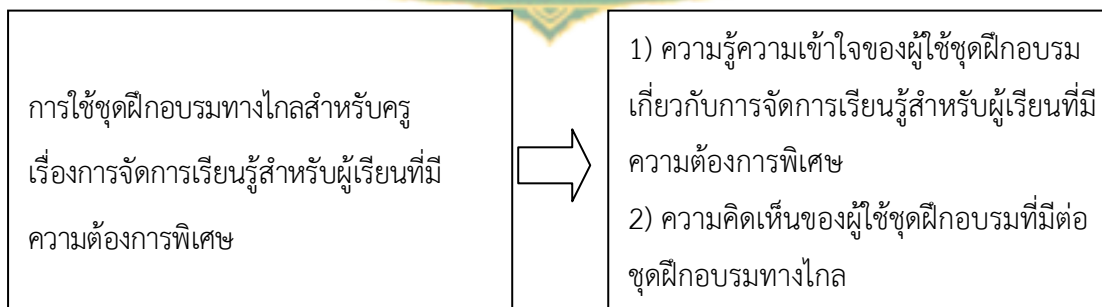 การใช้ชุดฝึกอบรมทางไกลสำหรับครู
เรื่องการจัดการเรียนรู้สำหรับผู้เรียนที่มี
ความต้องการพิเศษ
1) ความรู้ความเข้าใจของผู้ใช้ชุดฝึกอบรม
เกี่ยวกับการจัดการเรียนรู้สำหรับผู้เรียนที่มี
ความต้องการพิเศษ
2) ความคิดเห็นของผู้ใช้ชุดฝึกอบรมที่มีต่อ
ชุดฝึกอบรมทางไกล